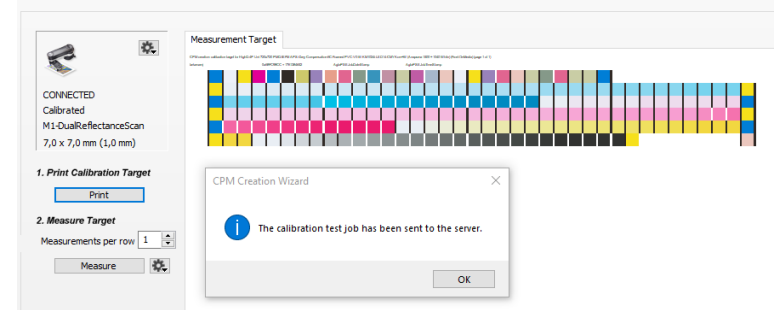 Measurement Target
CONNECTED
Calibrated
M1-DualReflectanceScan
7,0 x 7,0 mm (1,0 mm)
1. Print Calibration Target
Print
2. Measure Target
Measurements per row 1
Measure
CPM Creation Wizard
The calibration test job has been sent to the server.
OK